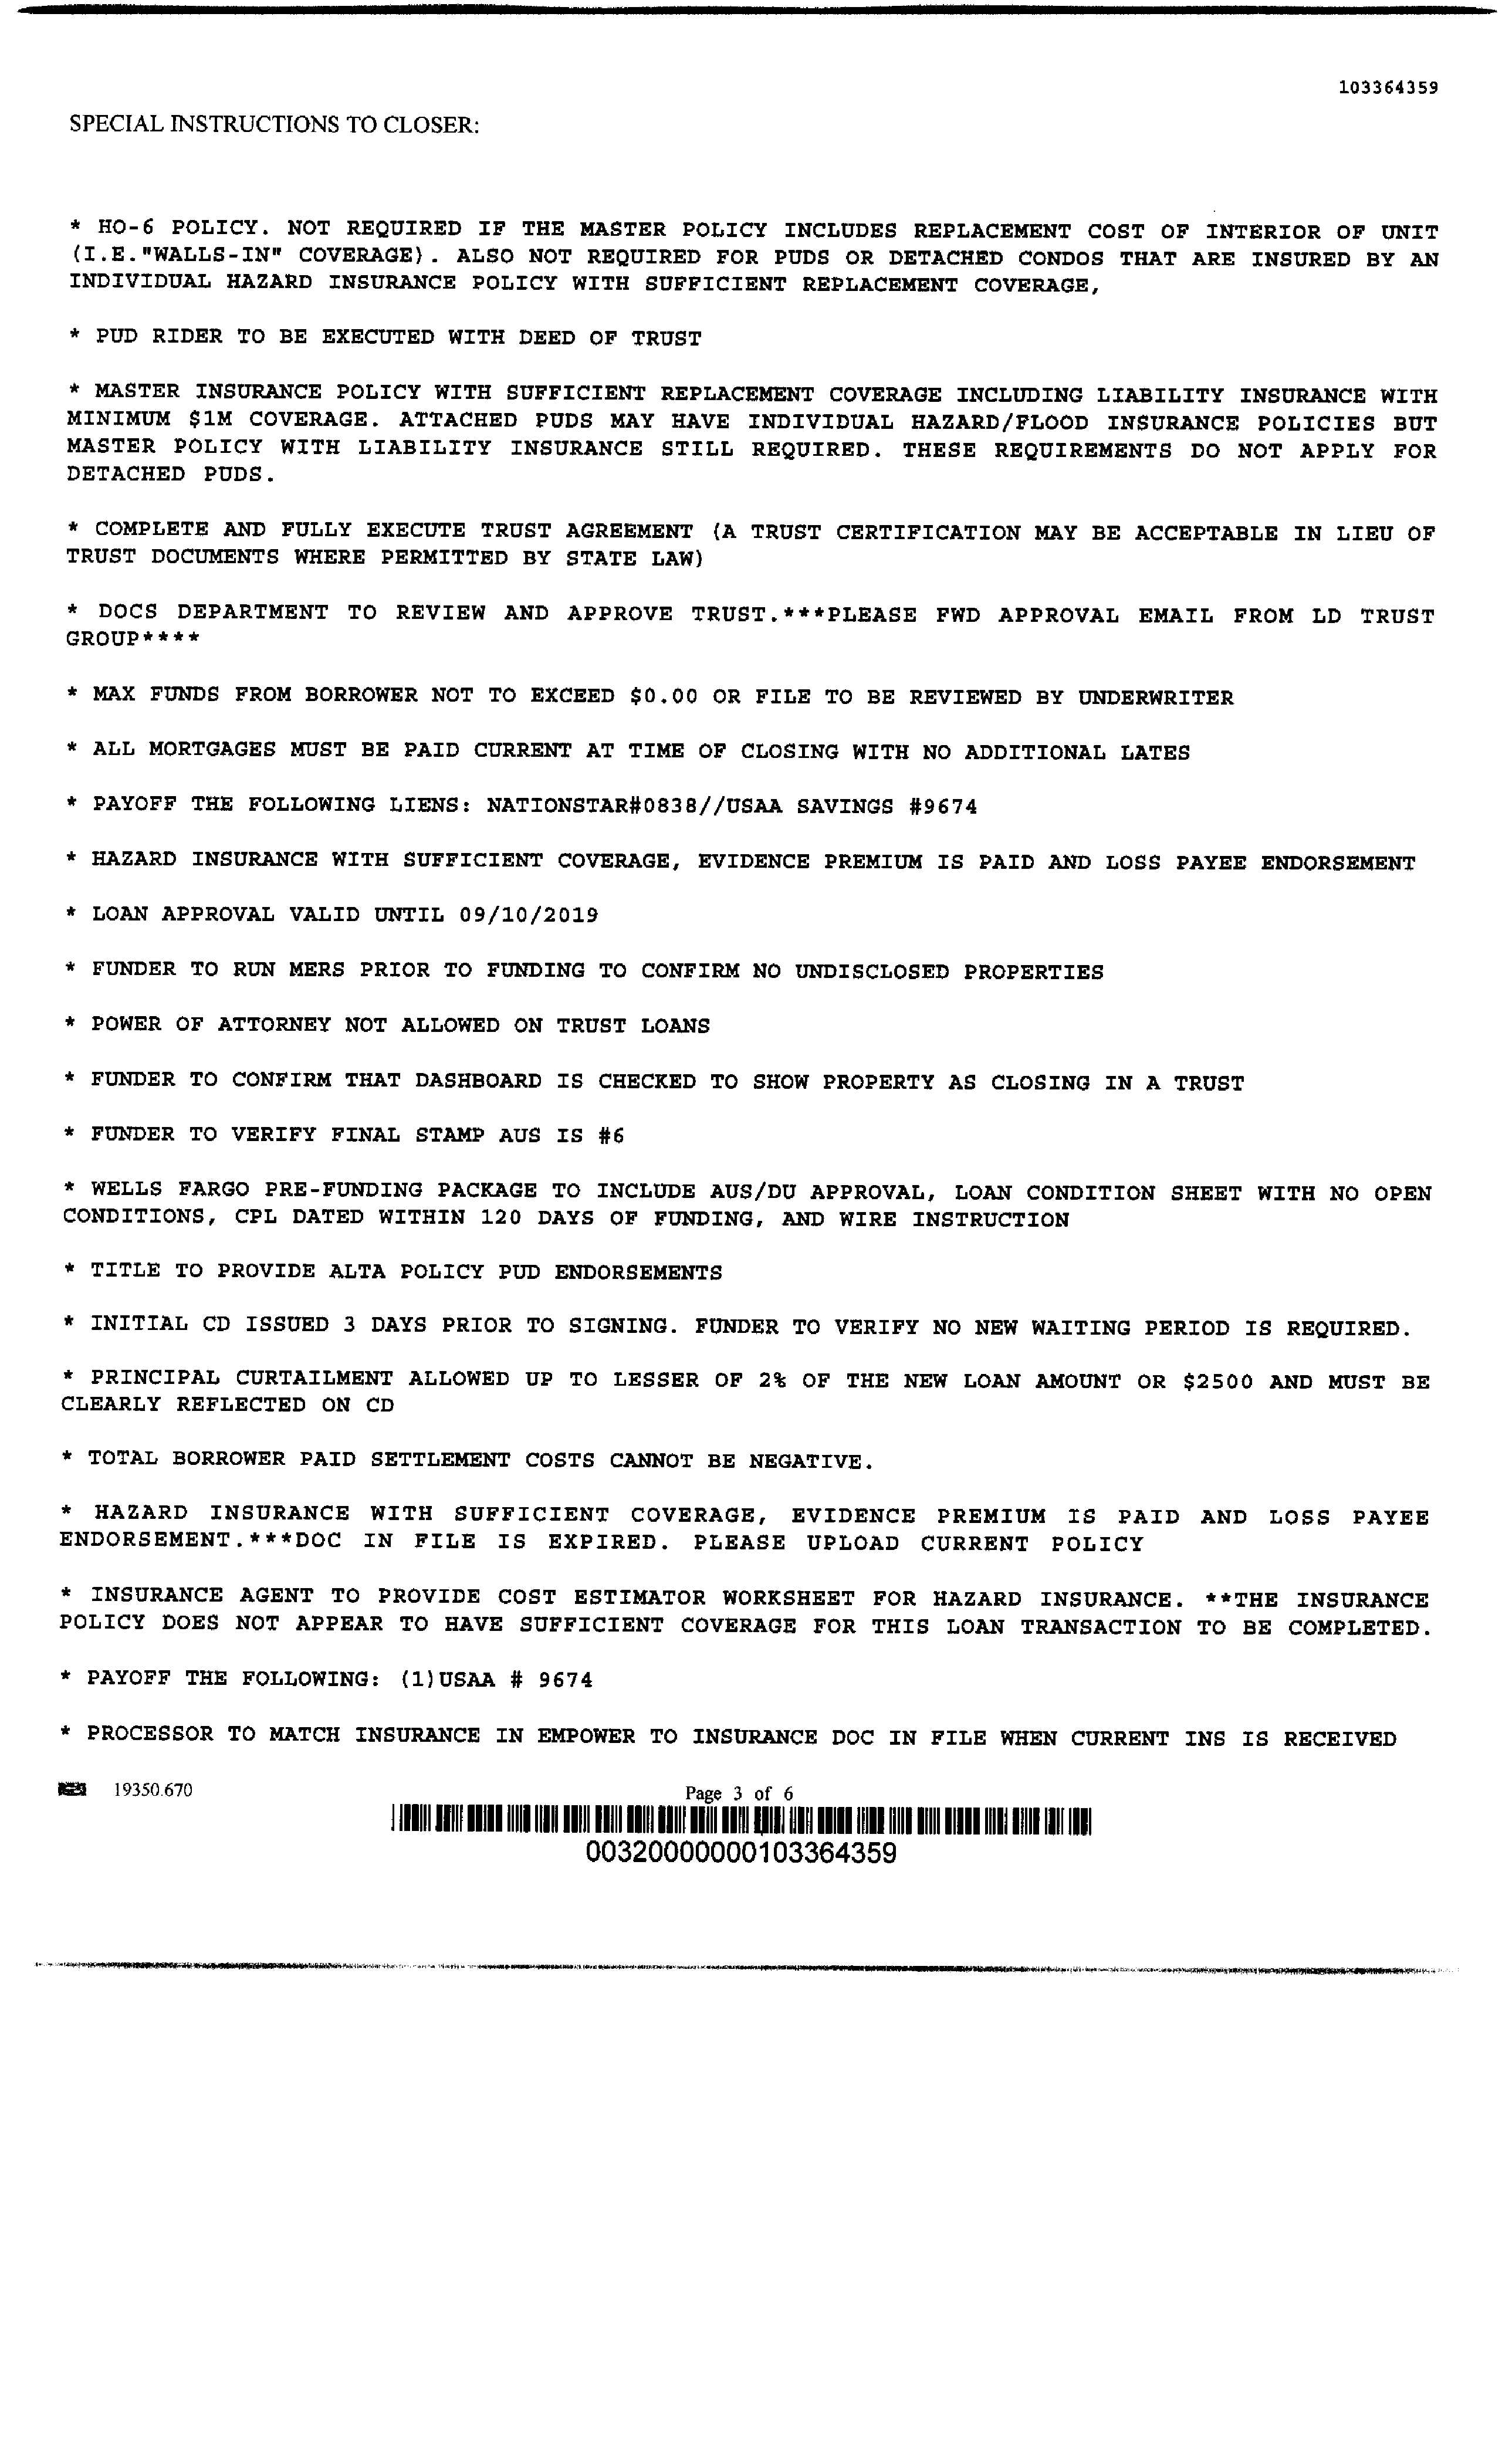 103364359
SPECIAL INSTRUCTIONS TO CLOSER:
* HO-6 POLICY. NOT REQUIRED IF THE MASTER POLICY INCLUDES REPLACEMENT COST OF INTERIOR OF UNIT
(I.E."WALLS-IN" COVERAGE). ALSO NOT REQUIRED FOR PUDS OR DETACHED CONDOS THAT ARE INSURED BY AN
INDIVIDUAL HAZARD INSURANCE POLICY WITH SUFFICIENT REPLACEMENT COVERAGE,
* PUD RIDER TO BE EXECUTED WITH DEED OF TRUST
* MASTER INSURANCE POLICY WITH SUFFICIENT REPLACEMENT COVERAGE INCLUDING LIABILITY INSURANCE WITH
MINIMUM $1M COVERAGE. ATTACHED PUDS MAY HAVE INDIVIDUAL HAZARD/FLOOD INSURANCE POLICIES BUT
MASTER POLICY WITH LIABILITY INSURANCE STILL REQUIRED. THESE REQUIREMENTS DO NOT APPLY FOR
DETACHED PUDS.
* COMPLETE AND FULLY EXECUTE TRUST AGREEMENT (A TRUST CERTIFICATION MAY BE ACCEPTABLE IN LIEU OF
TRUST DOCUMENTS WHERE PERMITTED BY STATE LAW)
* DOCS DEPARTMENT TO REVIEW AND APPROVE TRUST.***PLEASE FWD APPROVAL EMAIL FROM LD TRUST
GROUP****
* MAX FUNDS FROM BORROWER NOT TO EXCEED $0.00 OR FILE TO BE REVIEWED BY UNDERWRITER
* ALL MORTGAGES MUST BE PAID CURRENT AT TIME OF CLOSING WITH NO ADDITIONAL LATES
* PAYOFF THE FOLLOWING LIENS: NATIONSTAR#0838//USAA SAVINGS #9674
* HAZARD INSURANCE WITH SUFFICIENT COVERAGE, EVIDENCE PREMIUM IS PAID AND LOSS PAYEE ENDORSEMENT
* LOAN APPROVAL VALID UNTIL 09/10/2019
* FUNDER TO RUN MERS PRIOR TO FUNDING TO CONFIRM NO UNDISCLOSED PROPERTIES
* POWER OF ATTORNEY NOT ALLOWED ON TRUST LOANS
* FUNDER TO CONFIRM THAT DASHBOARD IS CHECKED TO SHOW PROPERTY AS CLOSING IN A TRUST
* FUNDER TO VERIFY FINAL STAMP AUS IS #6
* WELLS FARGO PRE-FUNDING PACKAGE TO INCLUDE AUS/DU APPROVAL, LOAN CONDITION SHEET WITH NO OPEN
CONDITIONS, CPL DATED WITHIN 120 DAYS OF FUNDING, AND WIRE INSTRUCTION
* TITLE TO PROVIDE ALTA POLICY PUD ENDORSEMENTS
* INITIAL CD ISSUED 3 DAYS PRIOR TO SIGNING. FUNDER TO VERIFY NO NEW WAITING PERIOD IS REQUIRED.
* PRINCIPAL CURTAILMENT ALLOWED UP TO LESSER OF 2% OF THE NEW LOAN AMOUNT OR $2500 AND MUST BE
CLEARLY REFLECTED ON CD
* TOTAL BORROWER PAID SETTLEMENT COSTS CANNOT BE NEGATIVE.
* HAZARD INSURANCE WITH SUFFICIENT COVERAGE, EVIDENCE PREMIUM IS PAID AND LOSS PAYEE
ENDORSEMENT.***DOC IN FILE IS EXPIRED. PLEASE UPLOAD CURRENT POLICY
* INSURANCE AGENT TO PROVIDE COST ESTIMATOR WORKSHEET FOR HAZARD INSURANCE. **THE INSURANCE
POLICY DOES NOT APPEAR TO HAVE SUFFICIENT COVERAGE FOR THIS LOAN TRANSACTION TO BE COMPLETED.
* PAYOFF THE FOLLOWING: (1)USAA # 9674
* PROCESSOR TO MATCH INSURANCE IN EMPOWER TO INSURANCE DOC IN FILE WHEN CURRENT INS IS RECEIVED
19350.670
Page 3 of 6
00320000000103364359